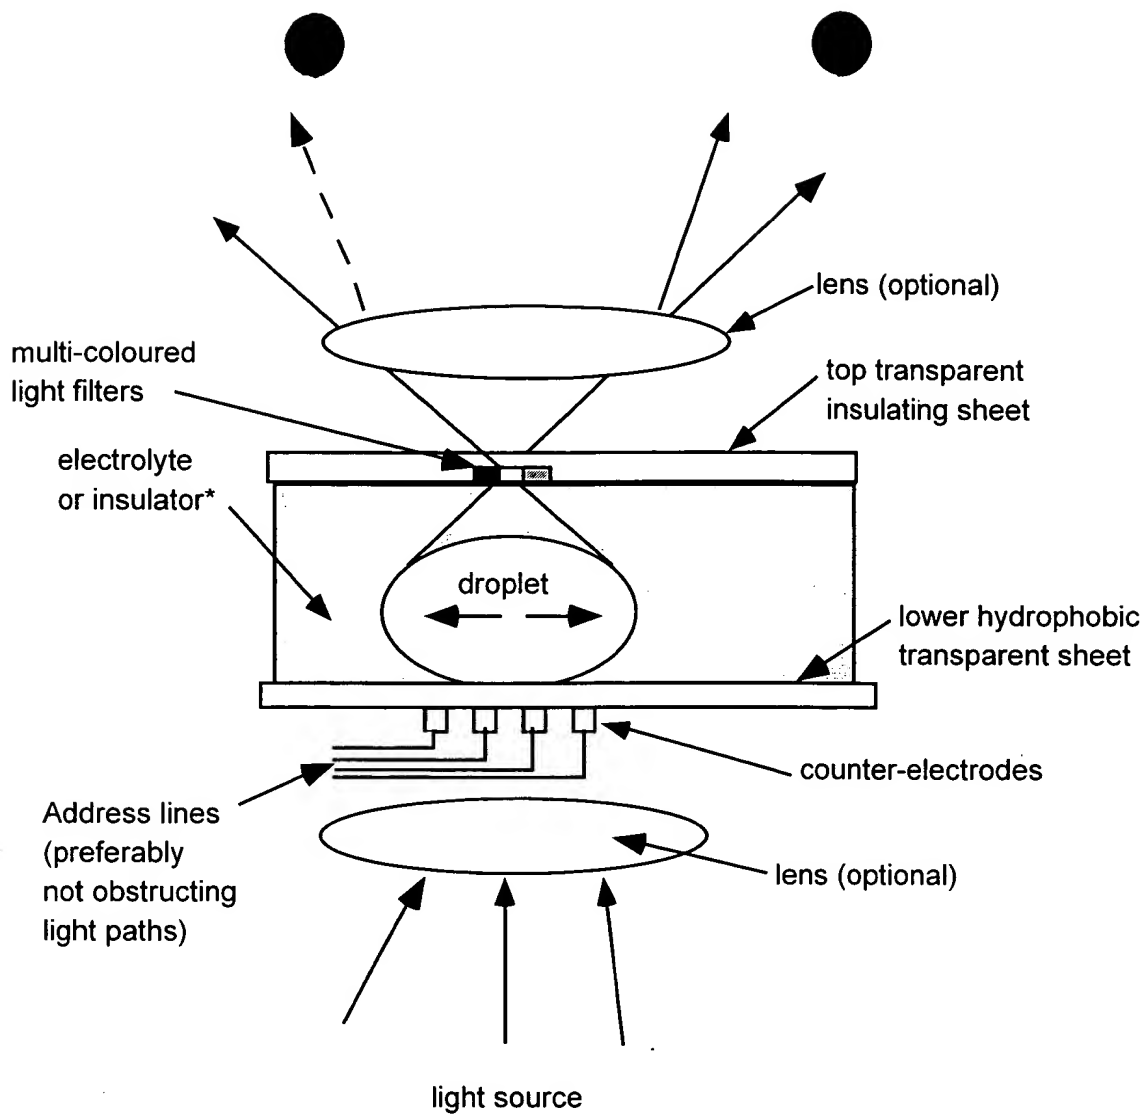 lens (optional)
multi-coloured
light filters
top transparent
insulating sheet
electrolyte
or insulator*
droplet
lower hydrophobic
transparent sheet
counter-electrodes
Address lines
(preferably
not obstructing
light paths)
lens (optional)
light source